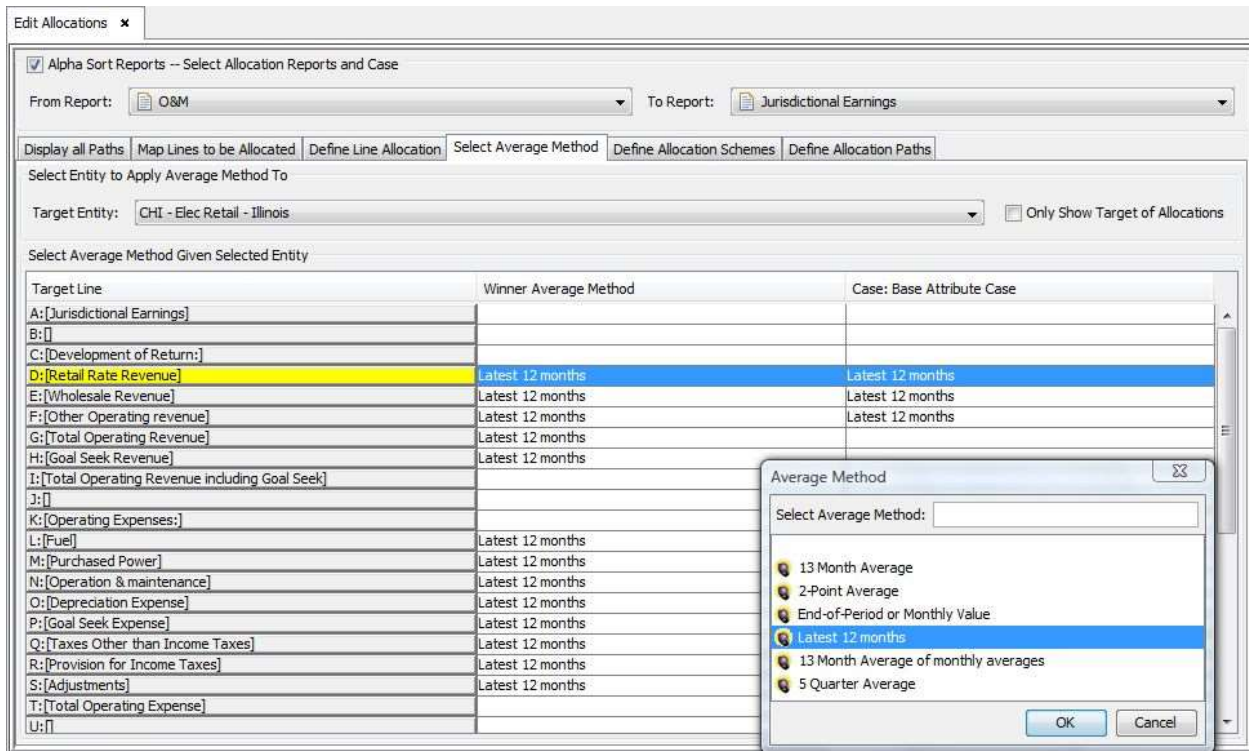 Edit Allocations x
Alpha Sort Reports -- Select Allocation Reports and Case
From Report: O&M To Report: Jurisdictional Earnings
Display all Paths Map Lines to be Allocated Define Line Allocation Select Average Method Define Allocation Schemes Define Allocation Paths
Select Entity to Apply Average Method To
Target Entity: CHI - Elec Retail - Illinois Only Show Target of Allocations
Select Average Method Given Selected Entity
Target Line Winner Average Method Case: Base Attribute Case
A:[Jurisdictional Earnings]
B:[]
C:[Development of Return:]
D:[Retail Rate Revenue] Latest 12 months Latest 12 months
E:[Wholesale Revenue] Latest 12 months Latest 12 months
F:[Other Operating revenue] Latest 12 months Latest 12 months
G:[Total Operating Revenue] Latest 12 months
H:[Goal Seek Revenue] Latest 12 months
I:[Total Operating Revenue including Goal Seek]
J:[]
K:[Operating Expenses:]
L:[Fuel] Latest 12 months
M:[Purchased Power] Latest 12 months
N:[Operation & maintenance] Latest 12 months
O:[Depreciation Expense] Latest 12 months
P:[Goal Seek Expense] Latest 12 months
Q:[Taxes Other than Income Taxes] Latest 12 months
R:[Provision for Income Taxes] Latest 12 months
S:[Adjustments] Latest 12 months
T:[Total Operating Expense]
U:[]
Average Method
Select Average Method:
13 Month Average
2-Point Average
End-of-Period or Monthly Value
Latest 12 months
13 Month Average of monthly averages
5 Quarter Average
OK Cancel